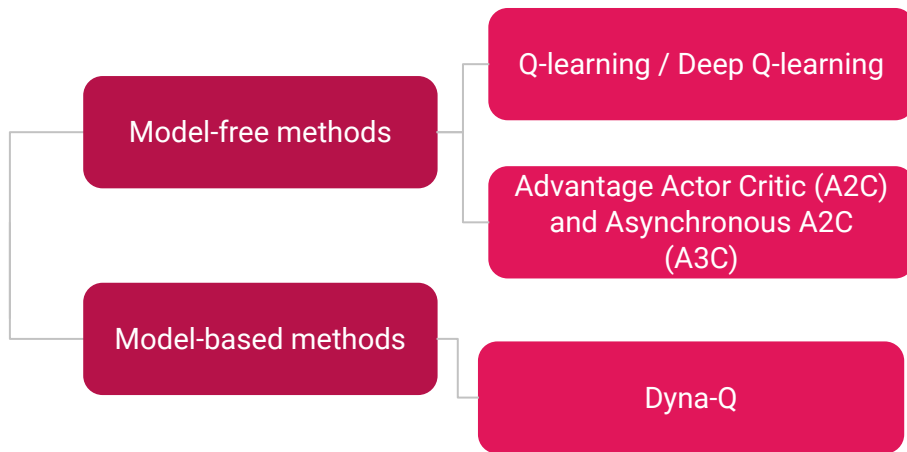 Q-learning / Deep Q-learning
Model-free methods
Advantage Actor Critic (A2C)
and Asynchronous A2C
(A3C)
Model-based methods
Dyna-Q